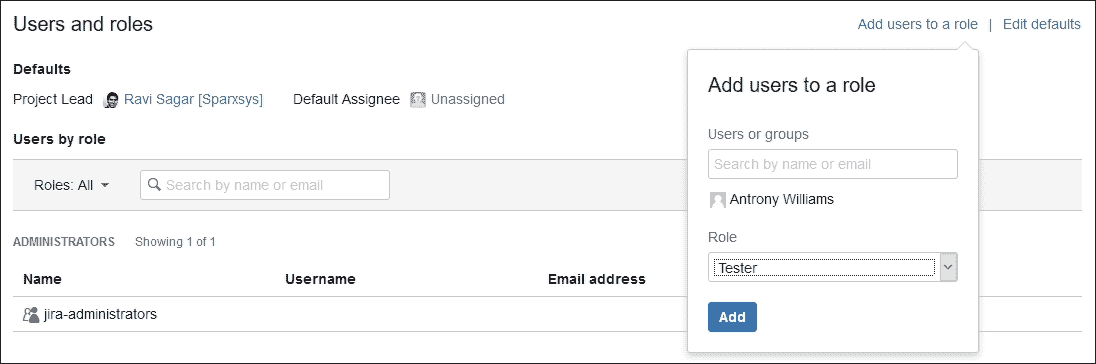 Users and roles
Add users to a role | Edit defaults
Defaults
Project Lead Ravi Sagar [Sparxsys] Default Assignee Unassigned
Users by role
Roles: All Search by name or email
ADMINISTRATORS Showing 1 of 1
Name Username Email address
jira-administrators
Add users to a role
Users or groups
Search by name or email
Antrony Williams
Role
Tester
Add